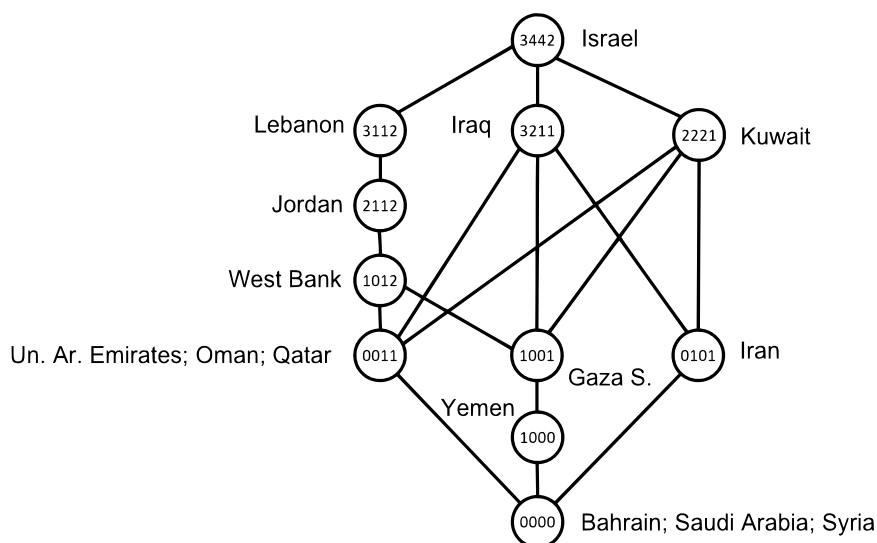 3442 Israel
Lebanon 3112
Iraq 3211
2221 Kuwait
Jordan 2112
West Bank 1012
Un. Ar. Emirates; Oman; Qatar 0011
1001 Gaza S.
0101 Iran
Yemen 1000
0000 Bahrain; Saudi Arabia; Syria